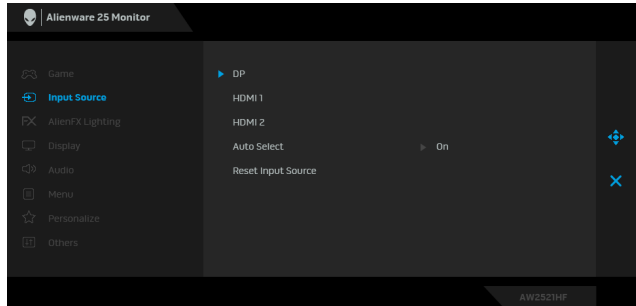 Alienware 25 Monitor
Game
Input Source
AlienFX Lighting
Display
Audio
Menu
Personalize
Others
DP
HDMI 1
HDMI 2
Auto Select On
Reset Input Source
AW2521HF